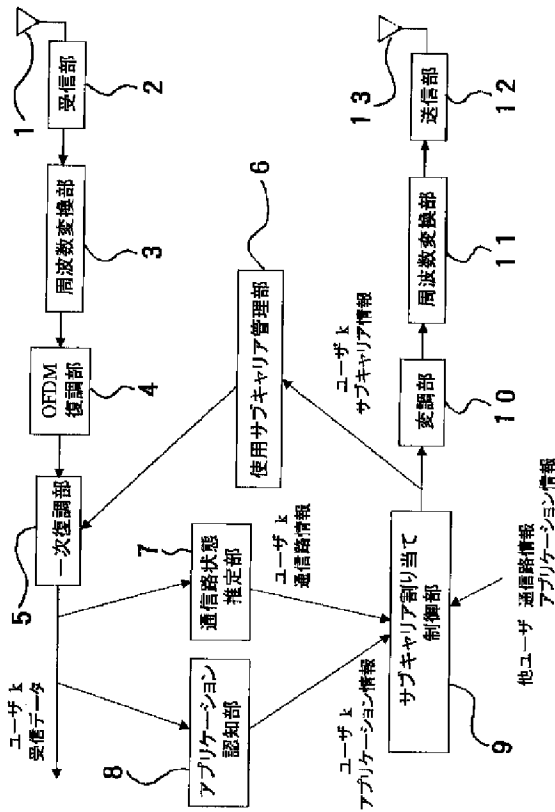 1
受信部
2
周波数変換部
3
OFDM
復調部
4
一次復調部
5
ユーザ k
受信データ
使用サブキャリア管理部
6
通信路状態
推定部
7
ユーザ k
通信路情報
アプリケーション
認知部
8
ユーザ k
アプリケーション情報
サブキャリア割り当て
制御部
9
他ユーザ 通信路情報
アプリケーション情報
ユーザ k
サブキャリア情報
変調部
10
周波数変換部
11
送信部
12
13